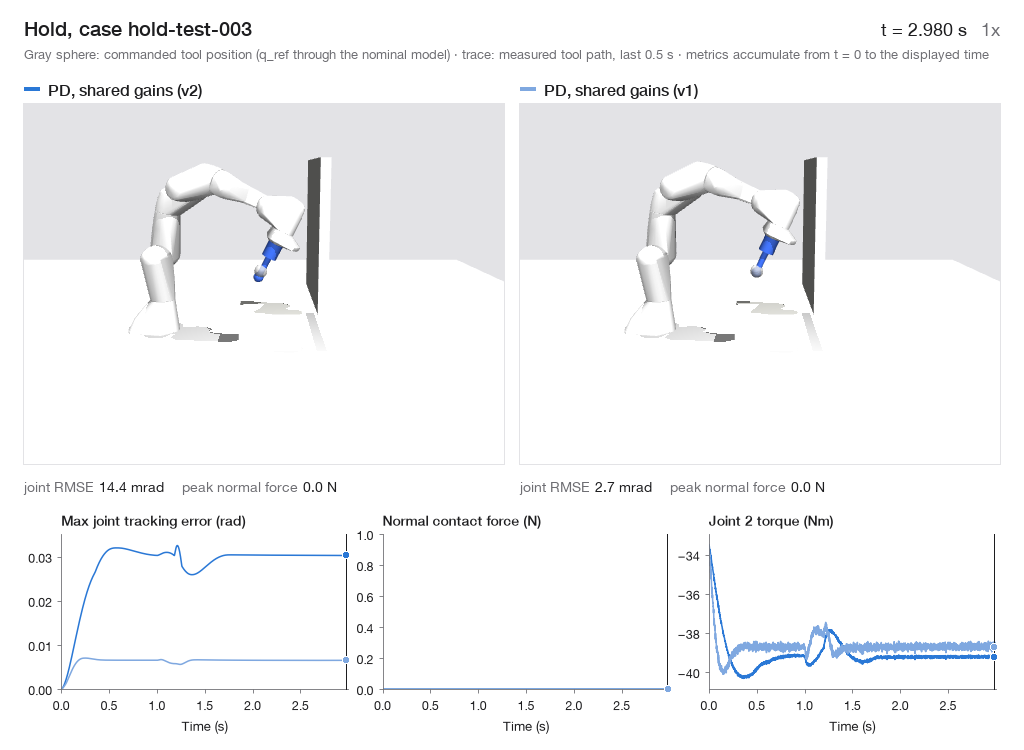 Hold, case hold-test-003
t = 2.980 s 1x
Gray sphere: commanded tool position (q_ref through the nominal model) · trace: measured tool path, last 0.5 s · metrics accumulate from t = 0 to the displayed time
PD, shared gains (v2)
PD, shared gains (v1)
joint RMSE 14.4 mrad peak normal force 0.0 N
joint RMSE 2.7 mrad peak normal force 0.0 N
Max joint tracking error (rad)
0.03
0.02
0.01
0.00
0.0 0.5 1.0 1.5 2.0 2.5
Time (s)
Normal contact force (N)
1.0
0.8
0.6
0.4
0.2
0.0
0.0 0.5 1.0 1.5 2.0 2.5
Time (s)
Joint 2 torque (Nm)
−34
−36
−38
−40
0.0 0.5 1.0 1.5 2.0 2.5
Time (s)